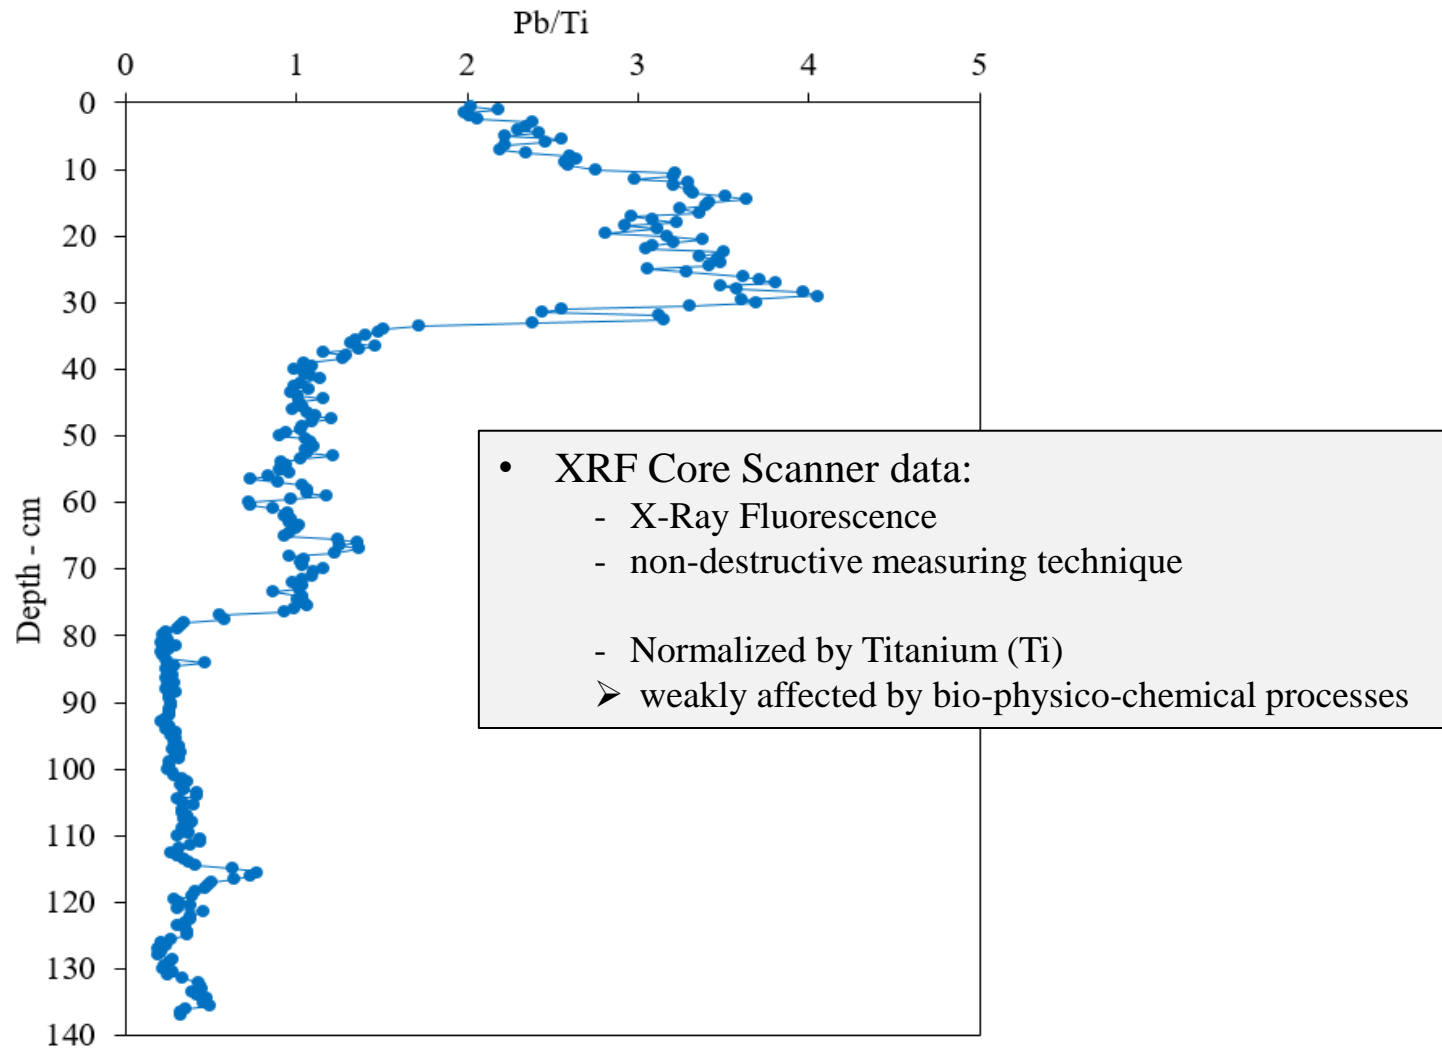 Pb/Ti
0 1 2 3 4 5
0
10
20
30
40
50
60
70
80
90
100
110
120
130
140
Depth - cm
• XRF Core Scanner data:
- X-Ray Fluorescence
- non-destructive measuring technique
- Normalized by Titanium (Ti)
➢ weakly affected by bio-physico-chemical processes